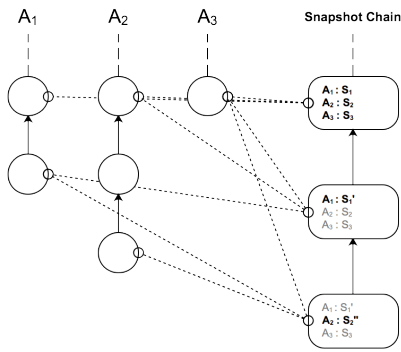 A₁ A₂ A₃ Snapshot Chain
A₁ : S₁
A₂ : S₂
A₃ : S₃
A₁ : S₁'
A₂ : S₂
A₃ : S₃
A₁ : S₁'
A₂ : S₂"
A₃ : S₃